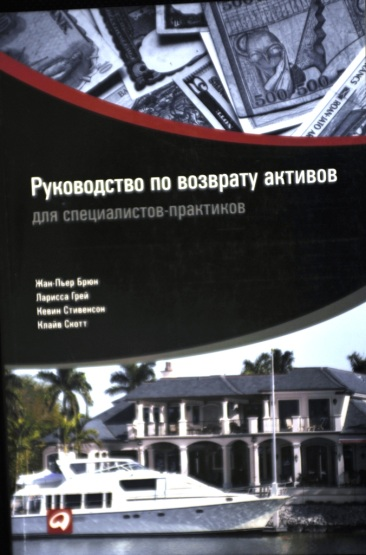 Руководство по возврату активов
для специалистов-практиков
Жан-Пьер Брюн
Ларисса Грей
Кевин Стивенсон
Клайв Скотт